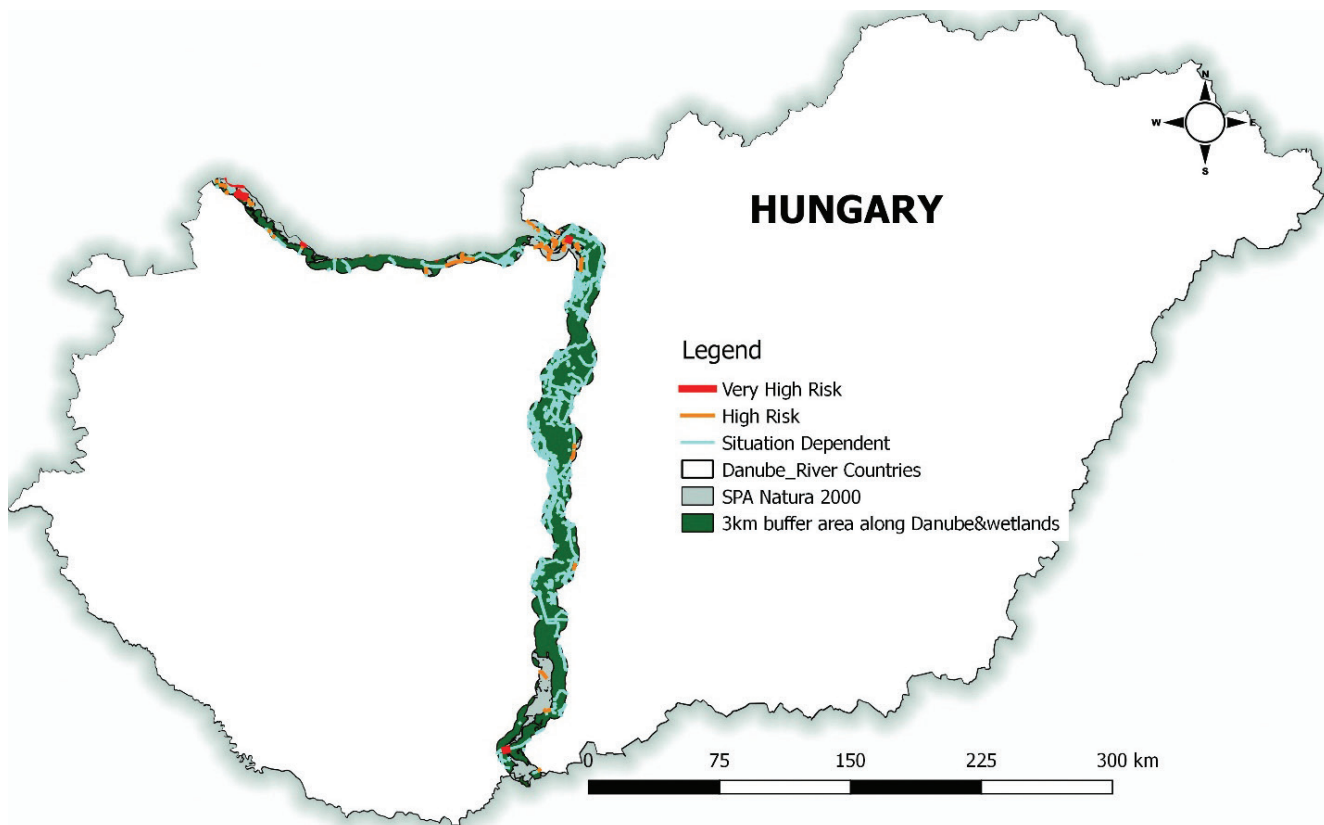 N
W E
S
HUNGARY
Legend
Very High Risk
High Risk
Situation Dependent
Danube_River Countries
SPA Natura 2000
3km buffer area along Danube&wetlands
0 75 150 225 300 km